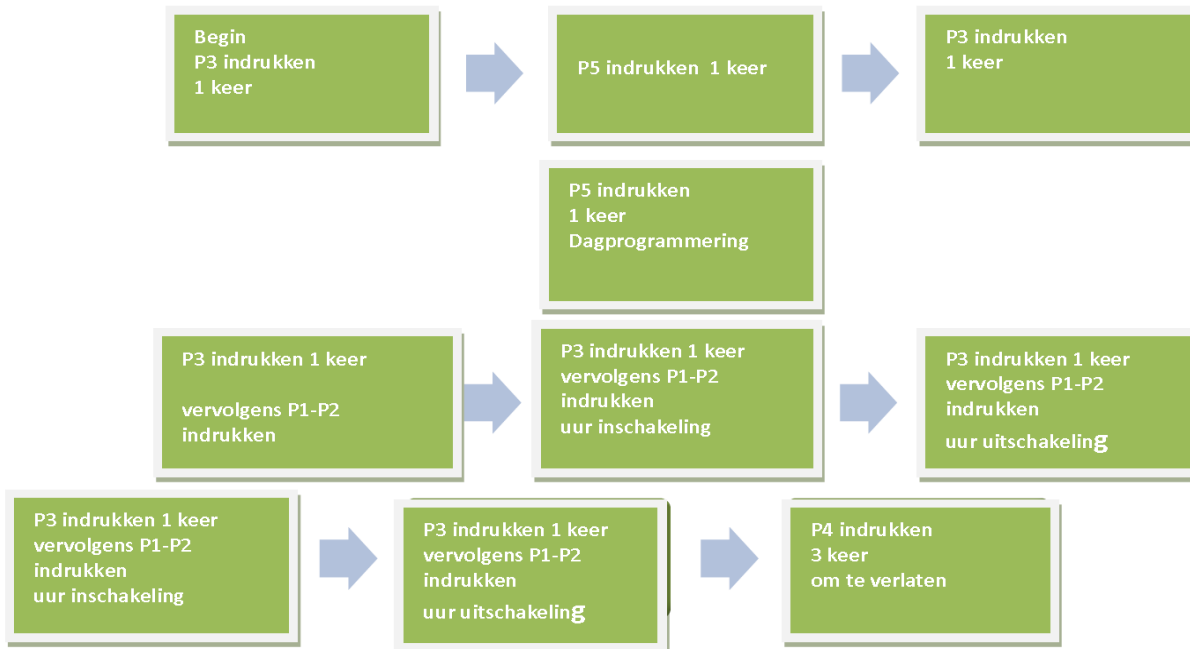 Begin
P3 indrukken
1 keer
P5 indrukken 1 keer
P3 indrukken
1 keer
P5 indrukken
1 keer
Dagprogrammering
P3 indrukken 1 keer
vervolgens P1-P2
indrukken
P3 indrukken 1 keer
vervolgens P1-P2
indrukken
uur inschakeling
P3 indrukken 1 keer
vervolgens P1-P2
indrukken
uur uitschakeling
P3 indrukken 1 keer
vervolgens P1-P2
indrukken
uur inschakeling
P3 indrukken 1 keer
vervolgens P1-P2
indrukken
uur uitschakeling
P4 indrukken
3 keer
om te verlaten